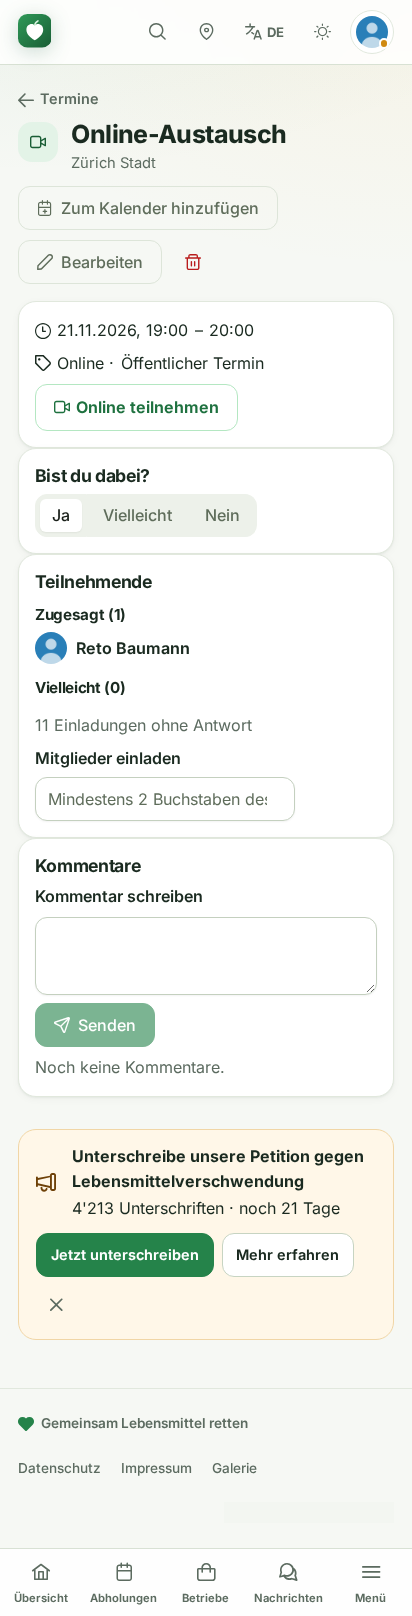 DE
Termine
Online-Austausch
Zürich Stadt
Zum Kalender hinzufügen
Bearbeiten
21.11.2026, 19:00 – 20:00
Online · Öffentlicher Termin
Online teilnehmen
Bist du dabei?
Ja Vielleicht Nein
Teilnehmende
Zugesagt (1)
Reto Baumann
Vielleicht (0)
11 Einladungen ohne Antwort
Mitglieder einladen
Mindestens 2 Buchstaben des
Kommentare
Kommentar schreiben
Senden
Noch keine Kommentare.
Unterschreibe unsere Petition gegen
Lebensmittelverschwendung
4'213 Unterschriften · noch 21 Tage
Jetzt unterschreiben Mehr erfahren
Gemeinsam Lebensmittel retten
Datenschutz Impressum Galerie
Übersicht Abholungen Betriebe Nachrichten Menü